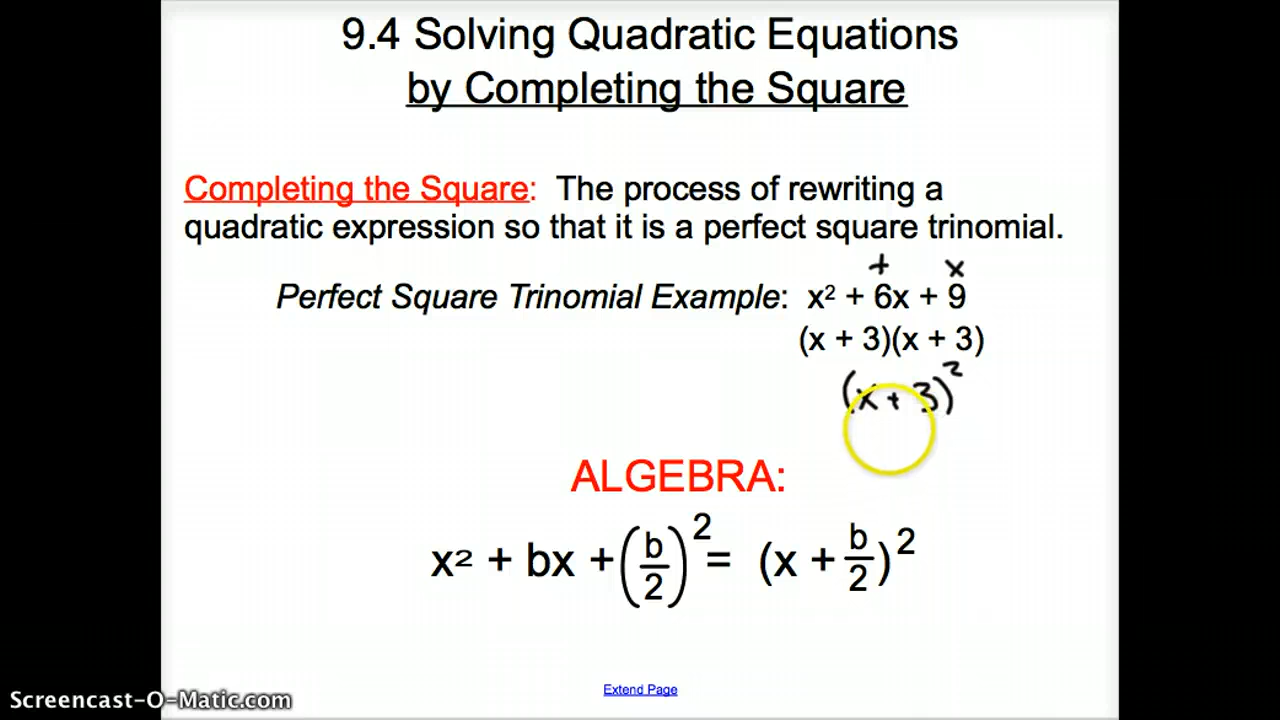 9.4 Solving Quadratic Equations
by Completing the Square
Completing the Square: The process of rewriting a
quadratic expression so that it is a perfect square trinomial.
+ x
Perfect Square Trinomial Example: x² + 6x + 9
(x + 3)(x + 3)
(x + 3)²
ALGEBRA:
x² + bx + (b/2)² = (x + b/2)²
Extend Page
Screencast-O-Matic.com